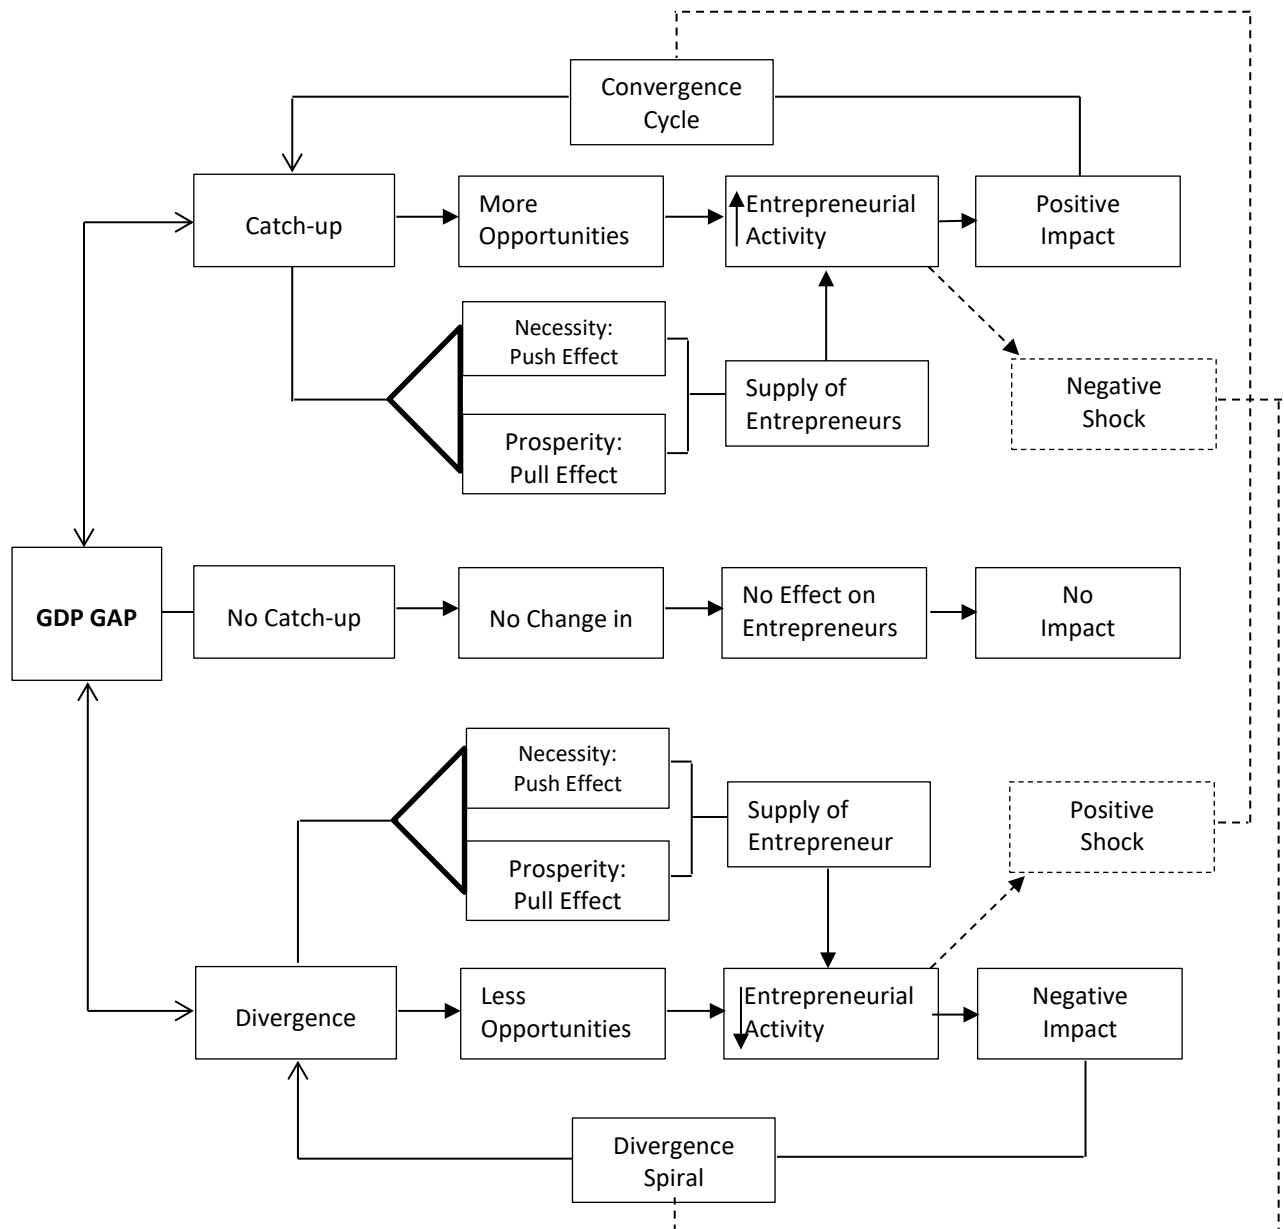 Convergence
Cycle
Catch-up
More
Opportunities
Entrepreneurial
Activity
Positive
Impact
Necessity:
Push Effect
Prosperity:
Pull Effect
Supply of
Entrepreneurs
Negative
Shock
GDP GAP
No Catch-up
No Change in
No Effect on
Entrepreneurs
No
Impact
Necessity:
Push Effect
Prosperity:
Pull Effect
Supply of
Entrepreneur
Positive
Shock
Divergence
Less
Opportunities
Entrepreneurial
Activity
Negative
Impact
Divergence
Spiral